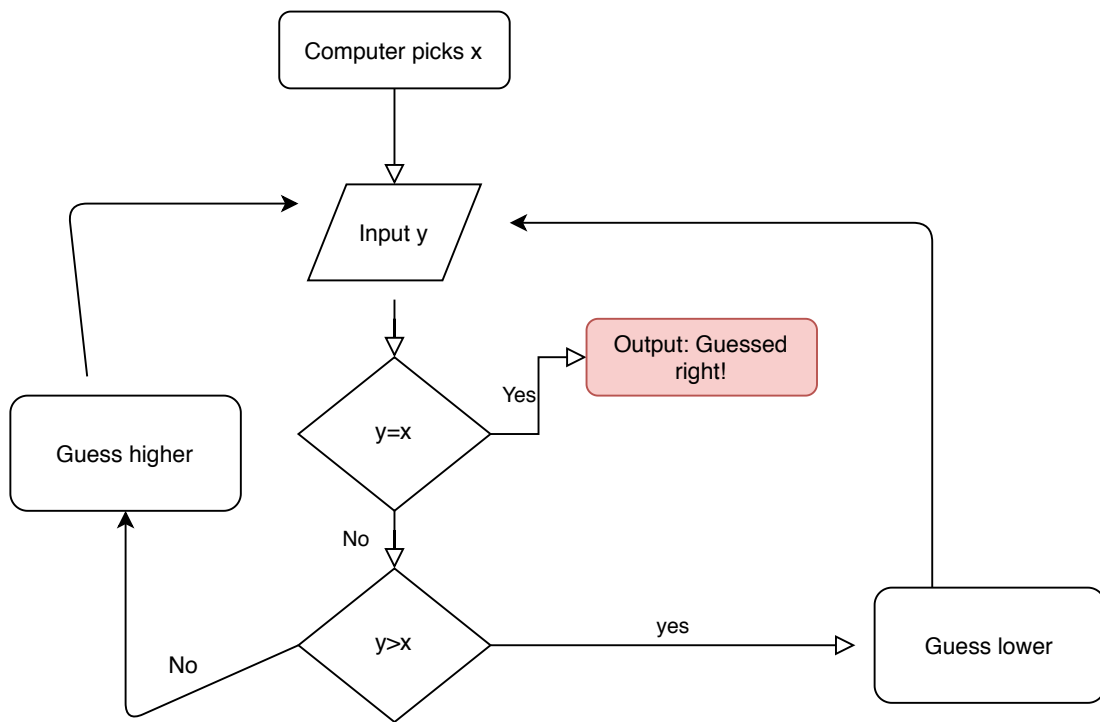 Computer picks x
Input y
Output: Guessed
right!
Yes
y=x
Guess higher
No
y>x
yes
Guess lower
No